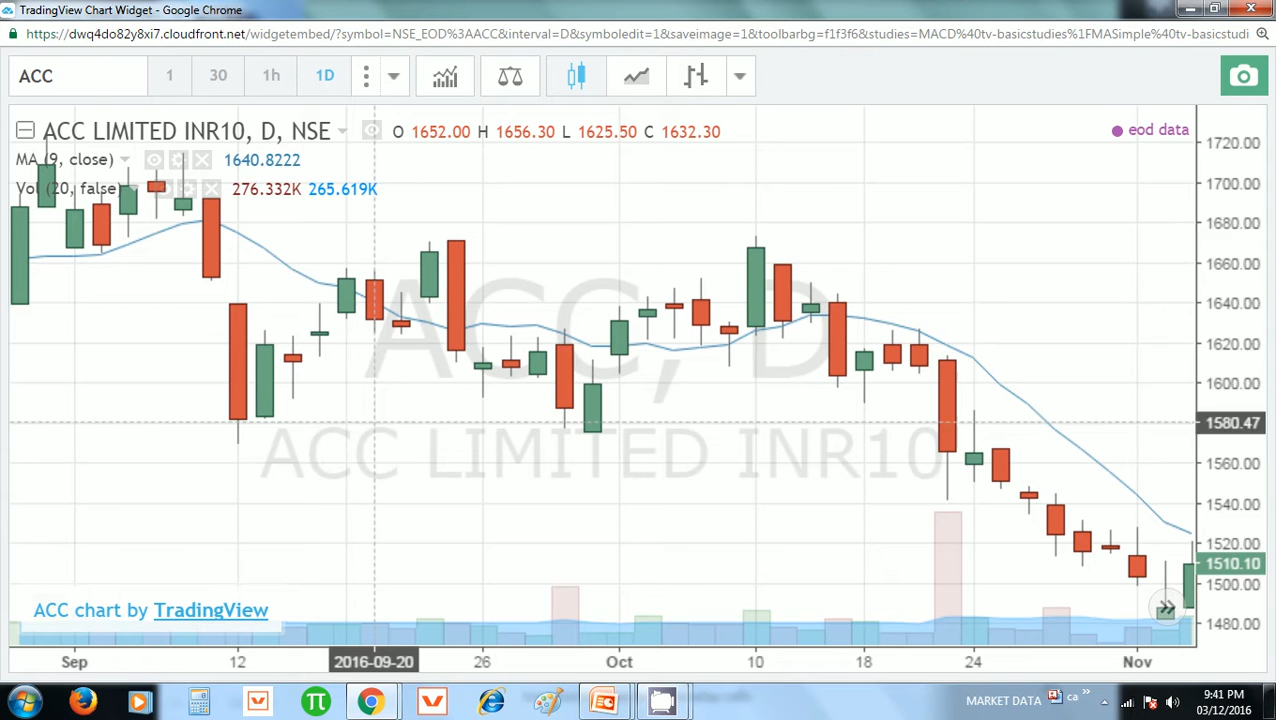 TradingView Chart Widget - Google Chrome
https://dwq4do82y8xi7.cloudfront.net/widgetembed/?symbol=NSE_EOD%3AACC&interval=D&symboledit=1&saveimage=1&toolbarbg=f1f3f6&studies=MACD%40tv-basicstudies%1FMASimple%40tv-basicstudi
ACC 1 30 1h 1D
ACC LIMITED INR10, D, NSE O 1652.00 H 1656.30 L 1625.50 C 1632.30
eod data
MA (9, close) 1640.8222
Vol (20, false) 276.332K 265.619K
ACC, D
ACC LIMITED INR10
1720.00
1700.00
1680.00
1660.00
1640.00
1620.00
1600.00
1580.47
1560.00
1540.00
1520.00
1510.10
1500.00
1480.00
ACC chart by TradingView
Sep 12 2016-09-20 26 Oct 10 18 24 Nov
MARKET DATA ca
9:41 PM
03/12/2016